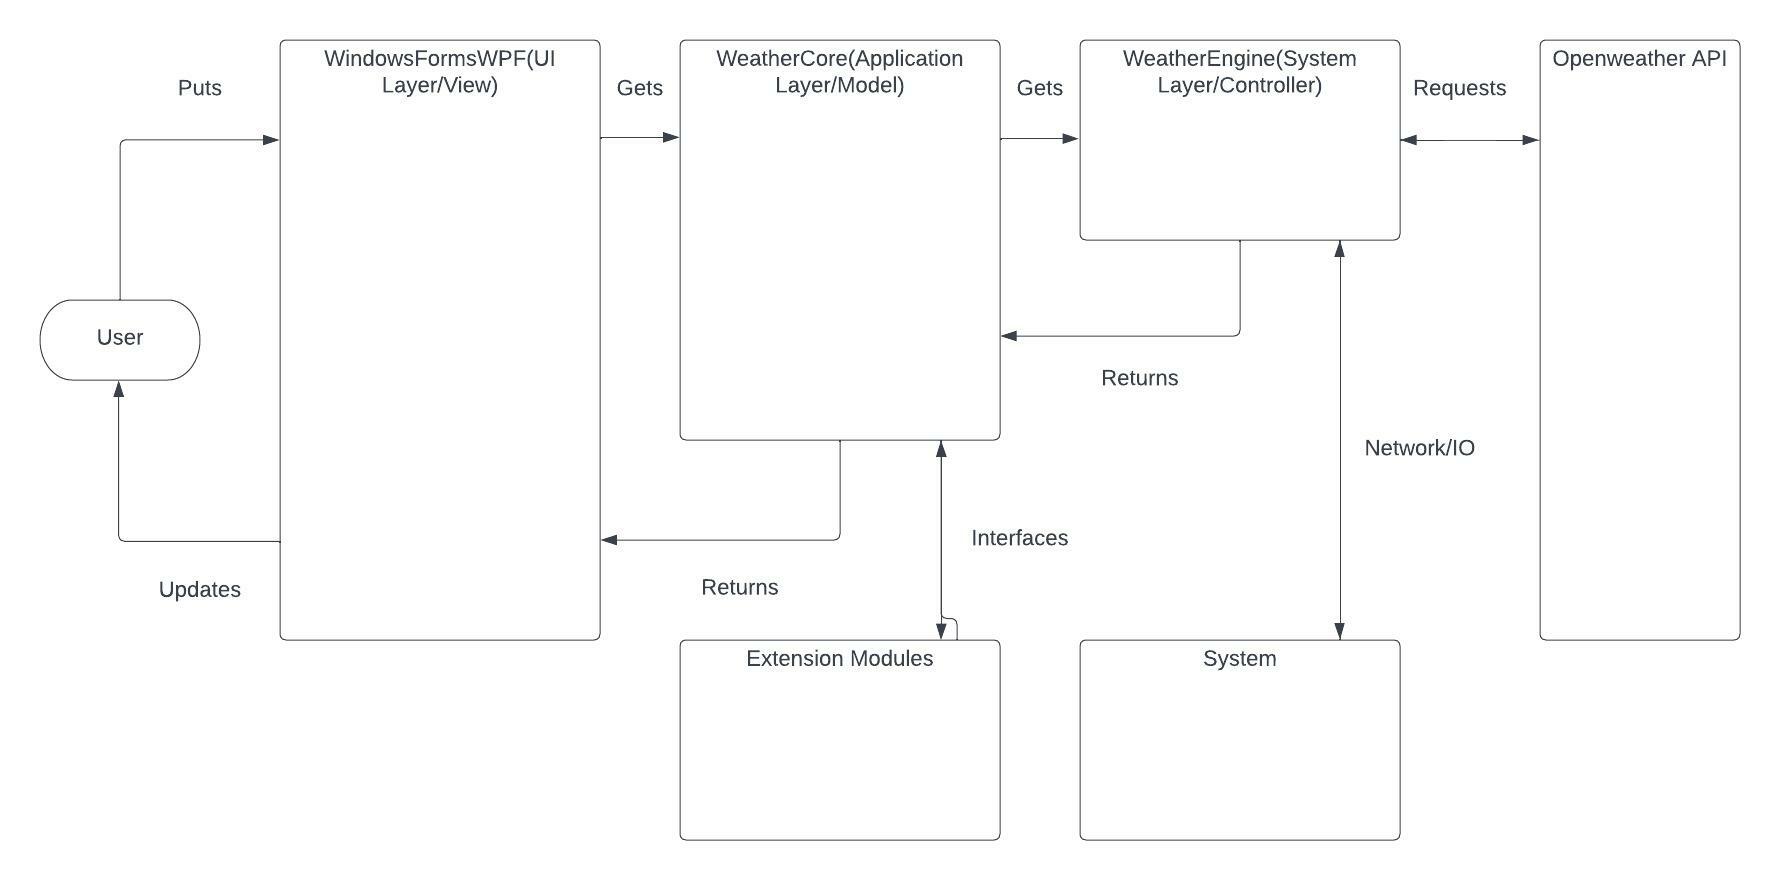 WindowsFormsWPF(UI
Layer/View)
WeatherCore(Application
Layer/Model)
WeatherEngine(System
Layer/Controller)
Openweather API
Puts
Gets
Gets
Requests
User
Returns
Network/IO
Interfaces
Updates
Returns
Extension Modules
System